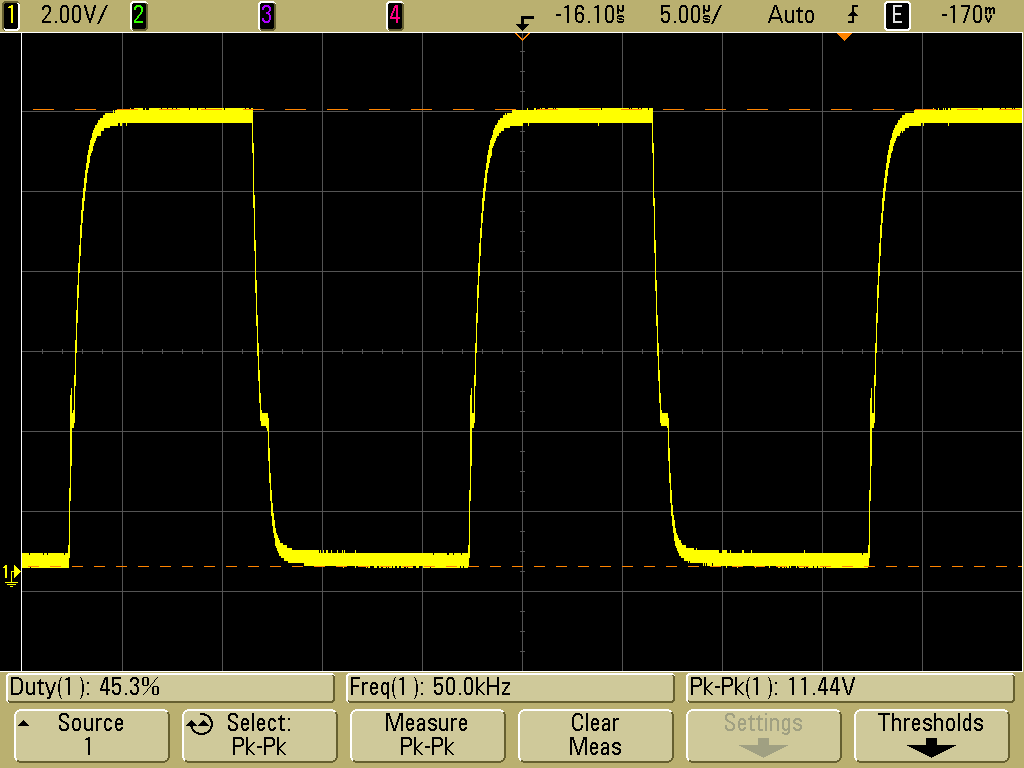 1 2.00V/ 2 3 4 -16.10µs 5.00µs/ Auto E -170mV
1
Duty(1): 45.3% Freq(1): 50.0kHz Pk-Pk(1): 11.44V
Source Select: Measure Clear Settings Thresholds
1 Pk-Pk Pk-Pk Meas